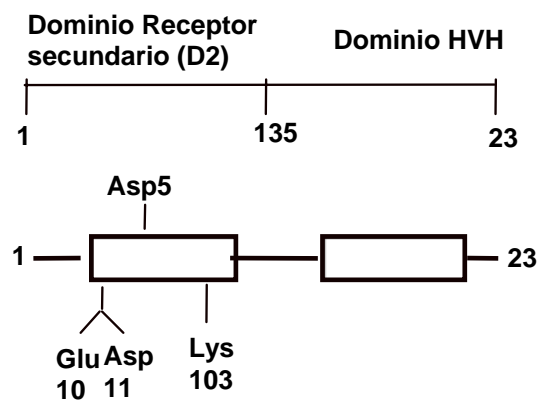 Dominio Receptor
secundario (D2)
Dominio HVH
1
135
23
Asp5
1
23
Glu Asp
10 11
Lys
103